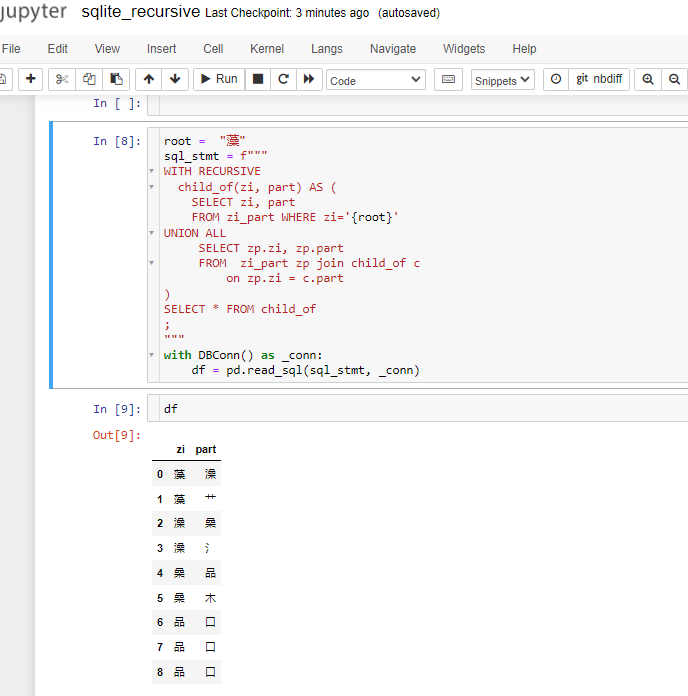 jupyter sqlite_recursive Last Checkpoint: 3 minutes ago (autosaved)
File Edit View Insert Cell Kernel Langs Navigate Widgets Help
Run Code Snippets git nbdiff
In [ ]:
In [8]: root =  "藻"
sql_stmt = f"""
WITH RECURSIVE
  child_of(zi, part) AS (
    SELECT zi, part
    FROM zi_part WHERE zi='{root}'
UNION ALL
     SELECT zp.zi, zp.part
     FROM  zi_part zp join child_of c
         on zp.zi = c.part
)
SELECT * FROM child_of
;
"""
with DBConn() as _conn:
    df = pd.read_sql(sql_stmt, _conn)
In [9]: df
Out[9]:
zi part
0 藻 澡
1 藻 艹
2 澡 喿
3 澡 氵
4 喿 品
5 喿 木
6 品 口
7 品 口
8 品 口